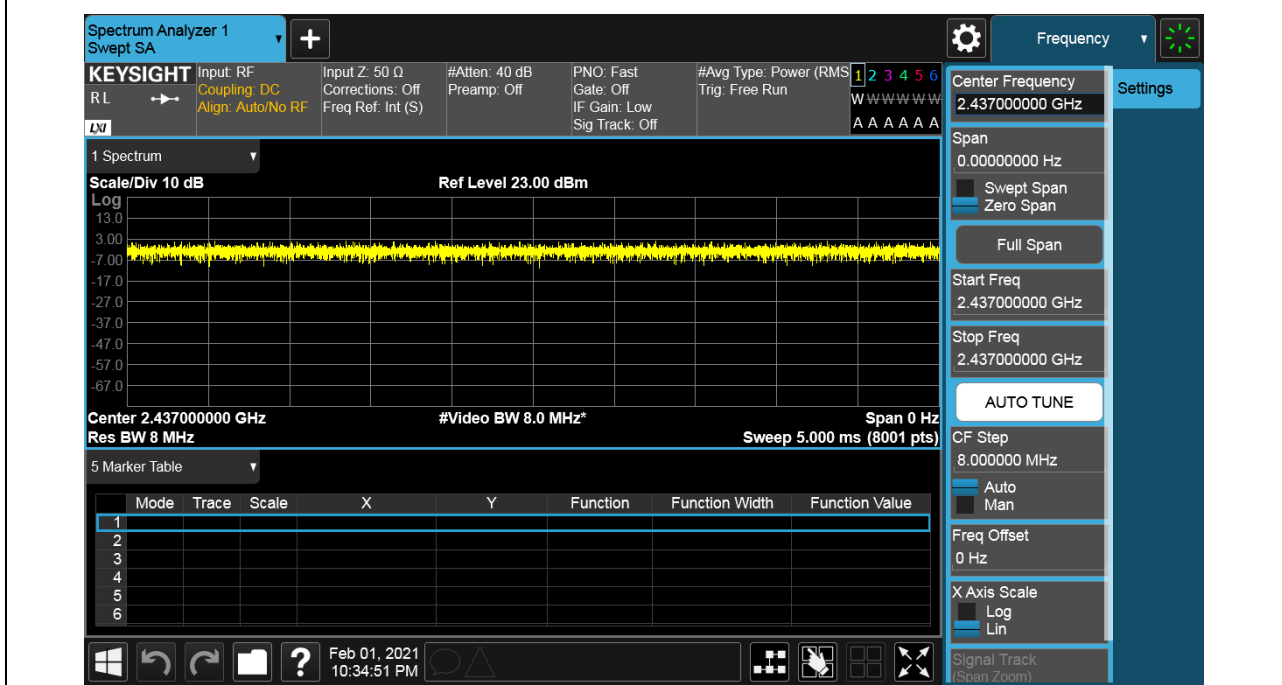 Spectrum Analyzer 1
Swept SA
Frequency
KEYSIGHT
RL
LXI
Input: RF
Coupling: DC
Align: Auto/No RF
Input Z: 50 Ω
Corrections: Off
Freq Ref: Int (S)
#Atten: 40 dB
Preamp: Off
PNO: Fast
Gate: Off
IF Gain: Low
Sig Track: Off
#Avg Type: Power (RMS
Trig: Free Run
1 2 3 4 5 6
W W W W W W
A A A A A A
1 Spectrum
Scale/Div 10 dB
Ref Level 23.00 dBm
Log
13.0
3.00
-7.00
-17.0
-27.0
-37.0
-47.0
-57.0
-67.0
Center 2.437000000 GHz
#Video BW 8.0 MHz*
Span 0 Hz
Res BW 8 MHz
Sweep 5.000 ms (8001 pts)
5 Marker Table
Mode Trace Scale X Y Function Function Width Function Value
1
2
3
4
5
6
Feb 01, 2021
10:34:51 PM
Center Frequency
2.437000000 GHz
Span
0.00000000 Hz
Swept Span
Zero Span
Full Span
Start Freq
2.437000000 GHz
Stop Freq
2.437000000 GHz
AUTO TUNE
CF Step
8.000000 MHz
Auto
Man
Freq Offset
0 Hz
X Axis Scale
Log
Lin
Signal Track
(Span Zoom)
Settings